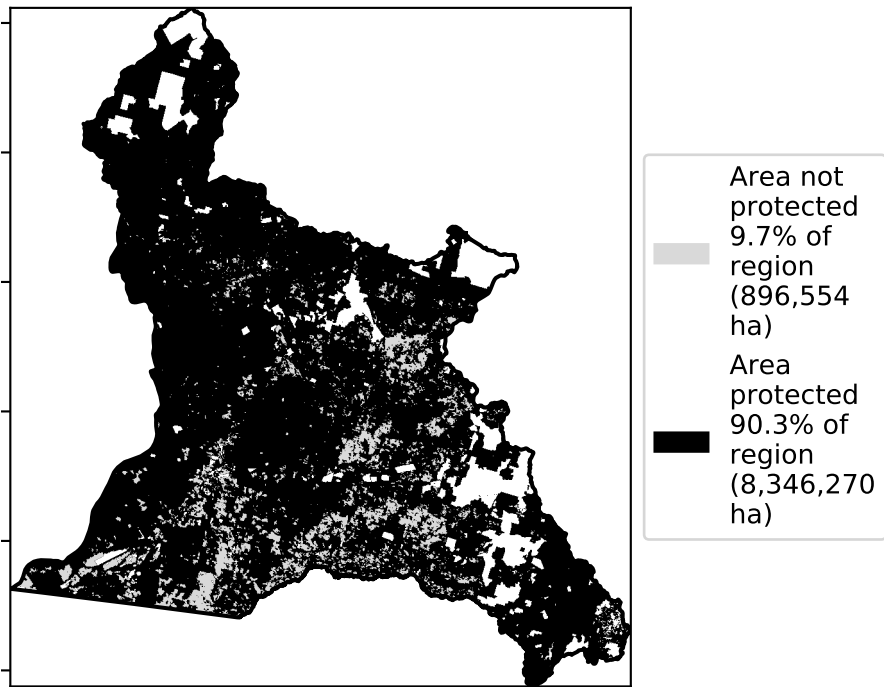 Area not
protected
9.7% of
region
(896,554
ha)
Area
protected
90.3% of
region
(8,346,270
ha)